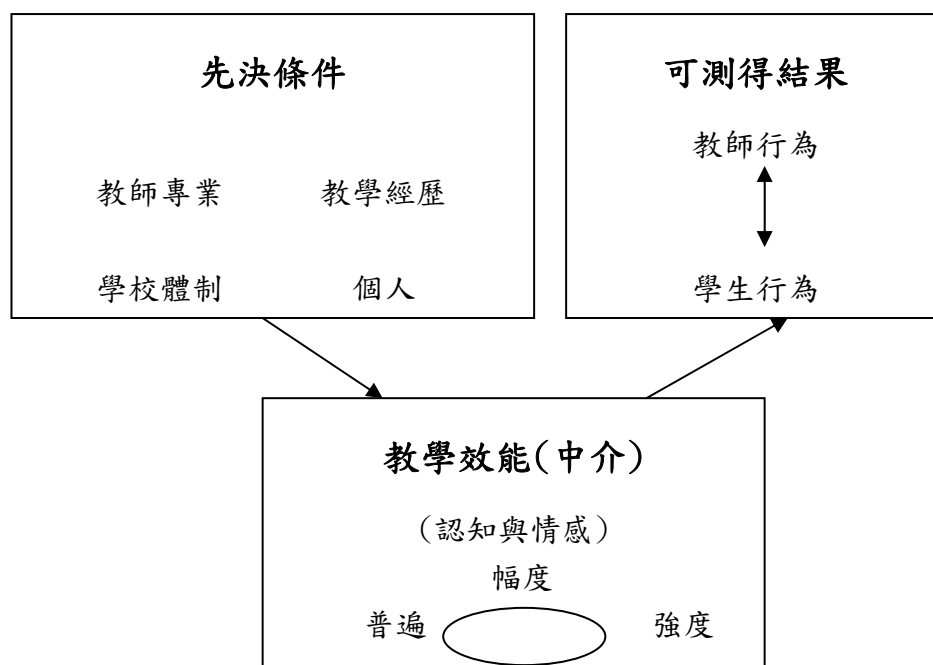 先決條件
教師專業 教學經歷
學校體制 個人
可測得結果
教師行為
學生行為
教學效能(中介)
(認知與情感)
幅度
普遍 強度